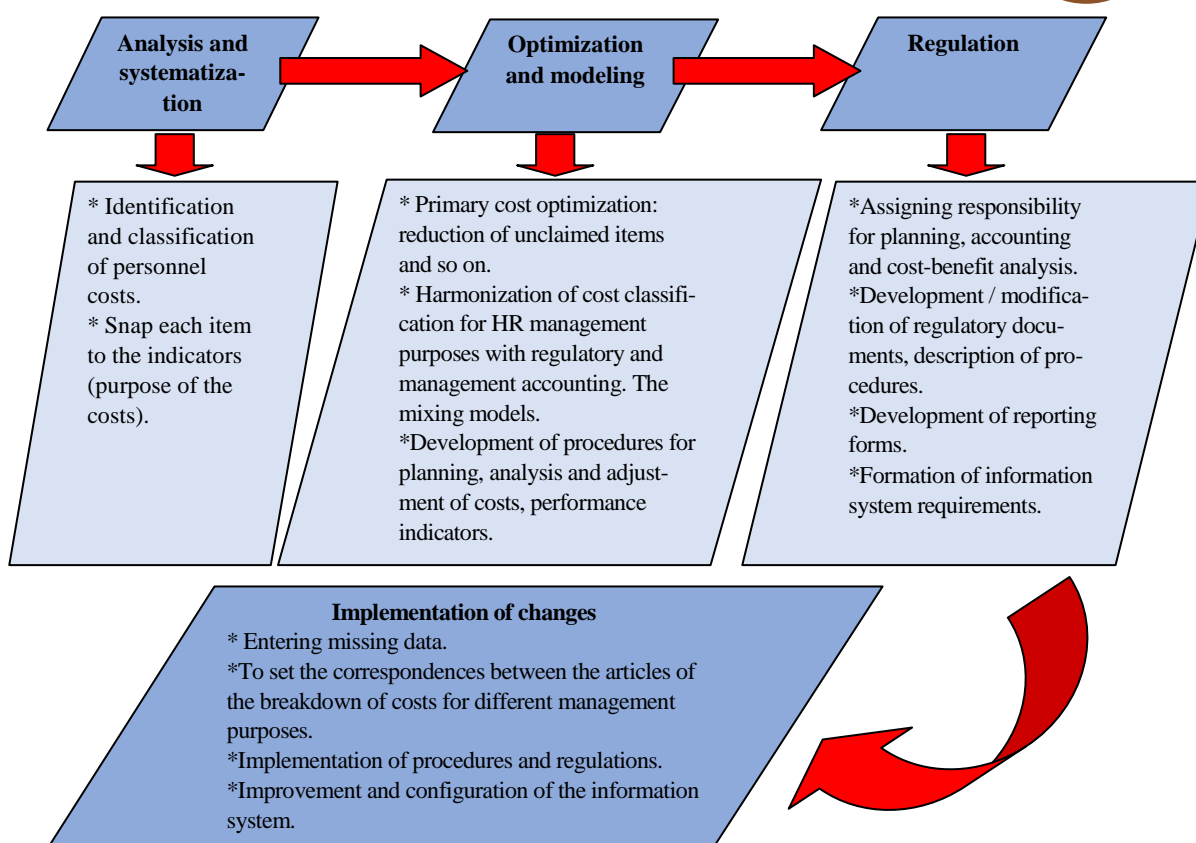 Analysis and
systematiza-
tion
Optimization
and modeling
Regulation
* Identification
and classification
of personnel
costs.
* Snap each item
to the indicators
(purpose of the
costs).
* Primary cost optimization:
reduction of unclaimed items
and so on.
* Harmonization of cost classifi-
cation for HR management
purposes with regulatory and
management accounting. The
mixing models.
*Development of procedures for
planning, analysis and adjust-
ment of costs, performance
indicators.
*Assigning responsibility
for planning, accounting
and cost-benefit analysis.
*Development / modifica-
tion of regulatory docu-
ments, description of pro-
cedures.
*Development of reporting
forms.
*Formation of information
system requirements.
Implementation of changes
* Entering missing data.
*To set the correspondences between the articles of
the breakdown of costs for different management
purposes.
*Implementation of procedures and regulations.
*Improvement and configuration of the information
system.